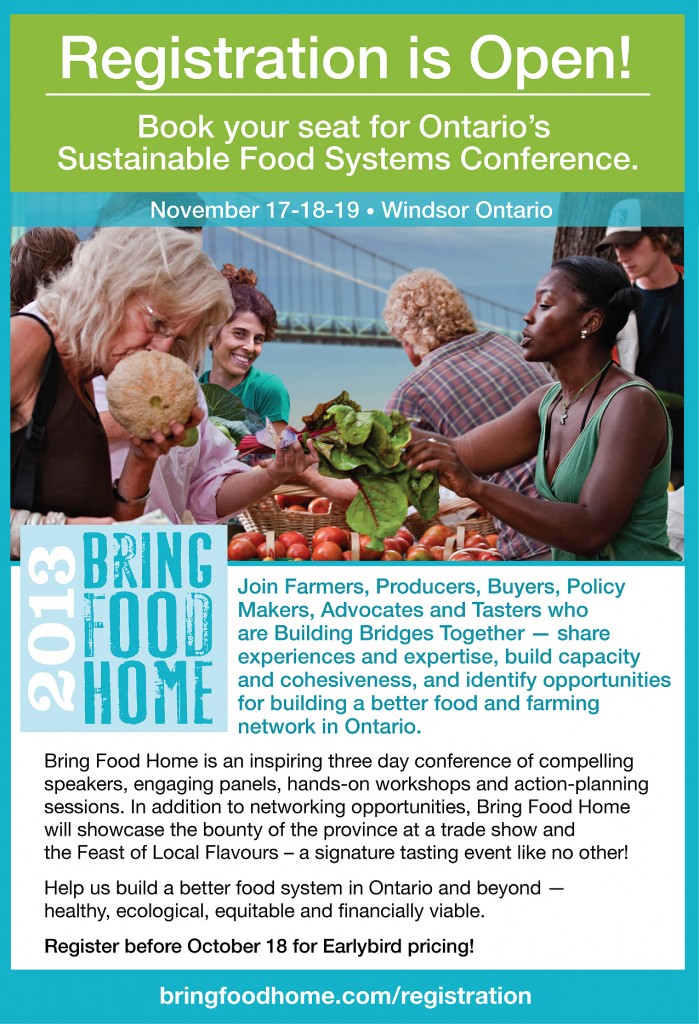 Registration is Open!
Book your seat for Ontario's
Sustainable Food Systems Conference.
November 17-18-19 • Windsor Ontario
2013
BRING
FOOD
HOME
Join Farmers, Producers, Buyers, Policy
Makers, Advocates and Tasters who
are Building Bridges Together — share
experiences and expertise, build capacity
and cohesiveness, and identify opportunities
for building a better food and farming
network in Ontario.
Bring Food Home is an inspiring three day conference of compelling
speakers, engaging panels, hands-on workshops and action-planning
sessions. In addition to networking opportunities, Bring Food Home
will showcase the bounty of the province at a trade show and
the Feast of Local Flavours – a signature tasting event like no other!
Help us build a better food system in Ontario and beyond —
healthy, ecological, equitable and financially viable.
Register before October 18 for Earlybird pricing!
bringfoodhome.com/registration